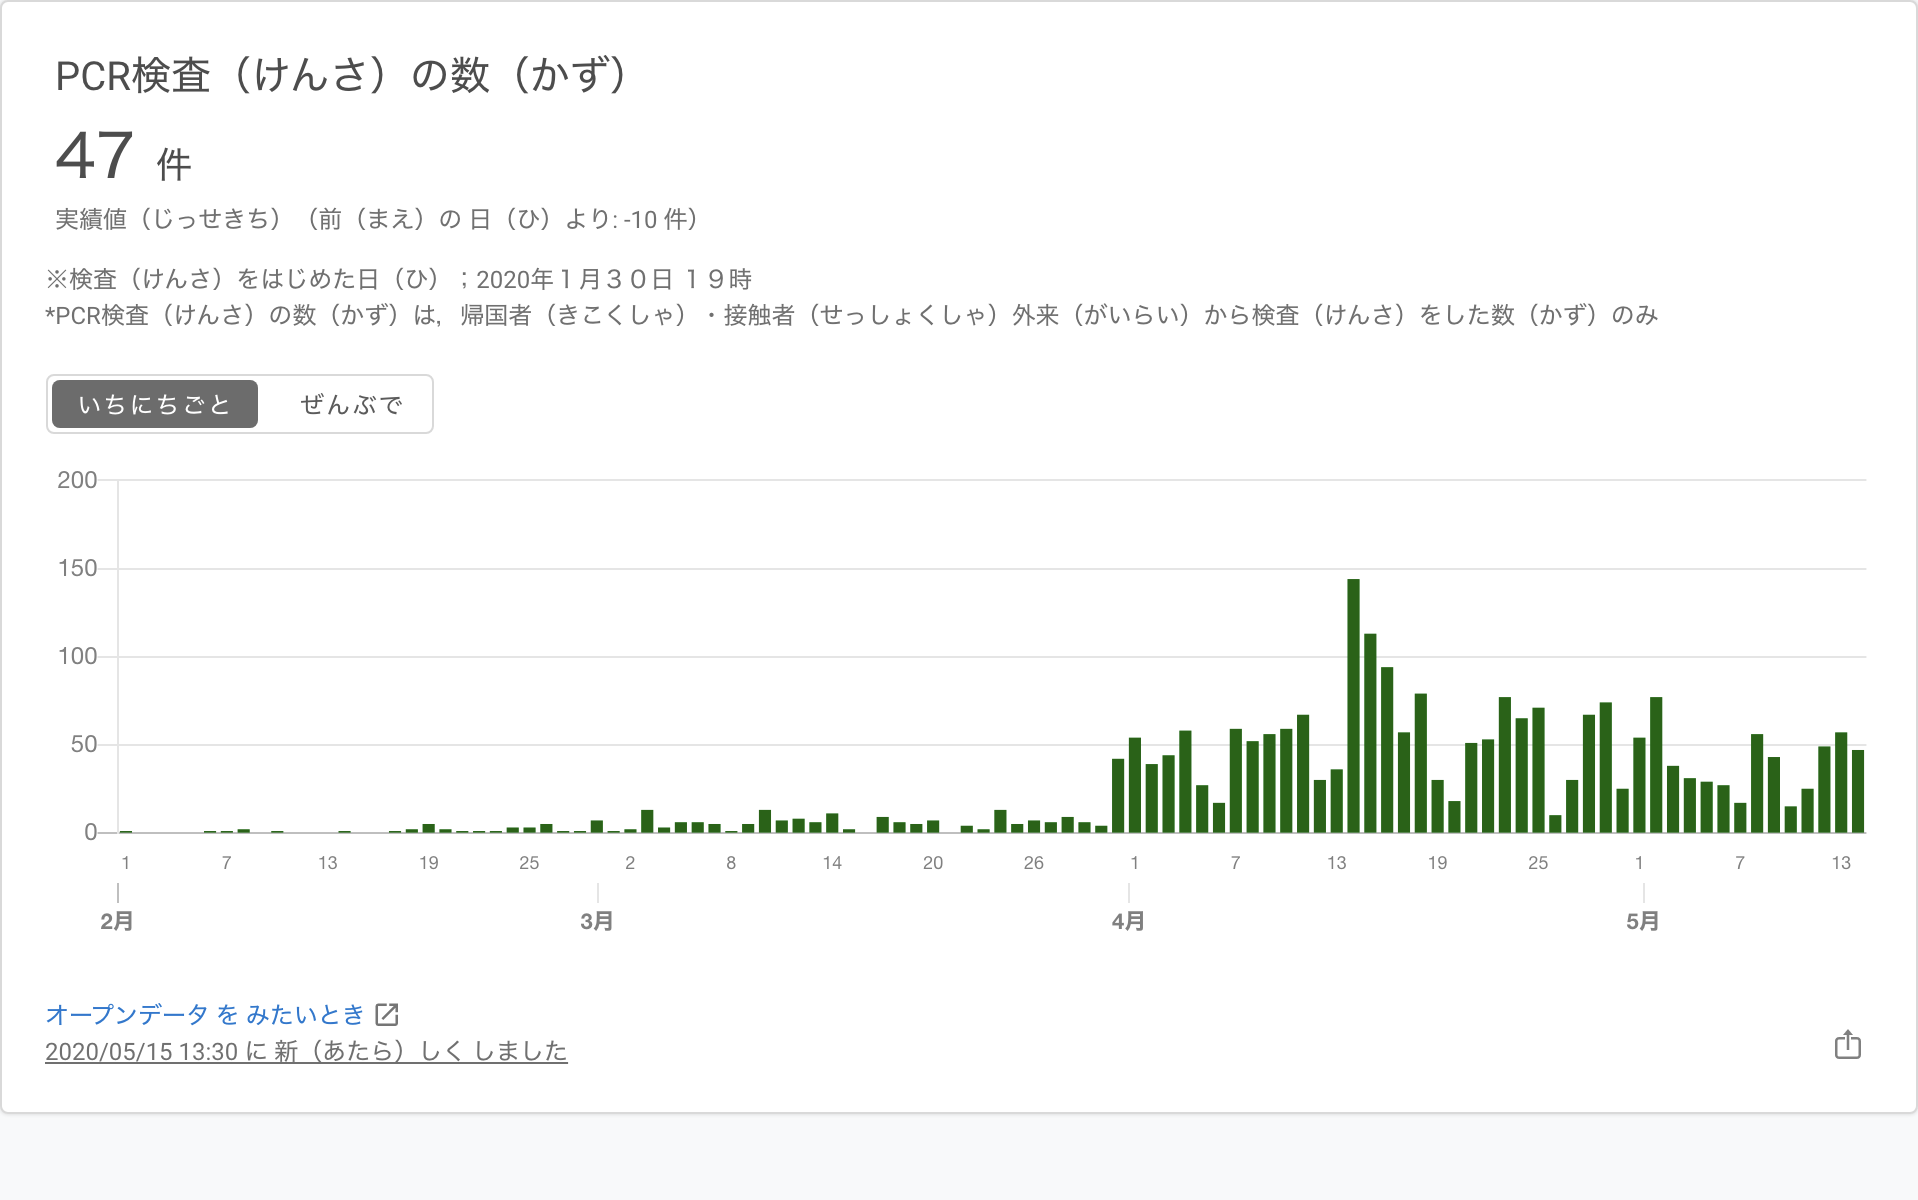 PCR検査（けんさ）の数（かず）
47 件
実績値（じっせきち）（前（まえ）の 日（ひ）より: -10 件）
※検査（けんさ）をはじめた日（ひ）；2020年１月３０日 １９時
*PCR検査（けんさ）の数（かず）は，帰国者（きこくしゃ）・接触者（せっしょくしゃ）外来（がいらい）から検査（けんさ）をした数（かず）のみ
いちにちごと ぜんぶで
200
150
100
50
0
1 7 13 19 25 2 8 14 20 26 1 7 13 19 25 1 7 13
2月 3月 4月 5月
オープンデータ を みたいとき
2020/05/15 13:30 に 新（あたら）しく しました